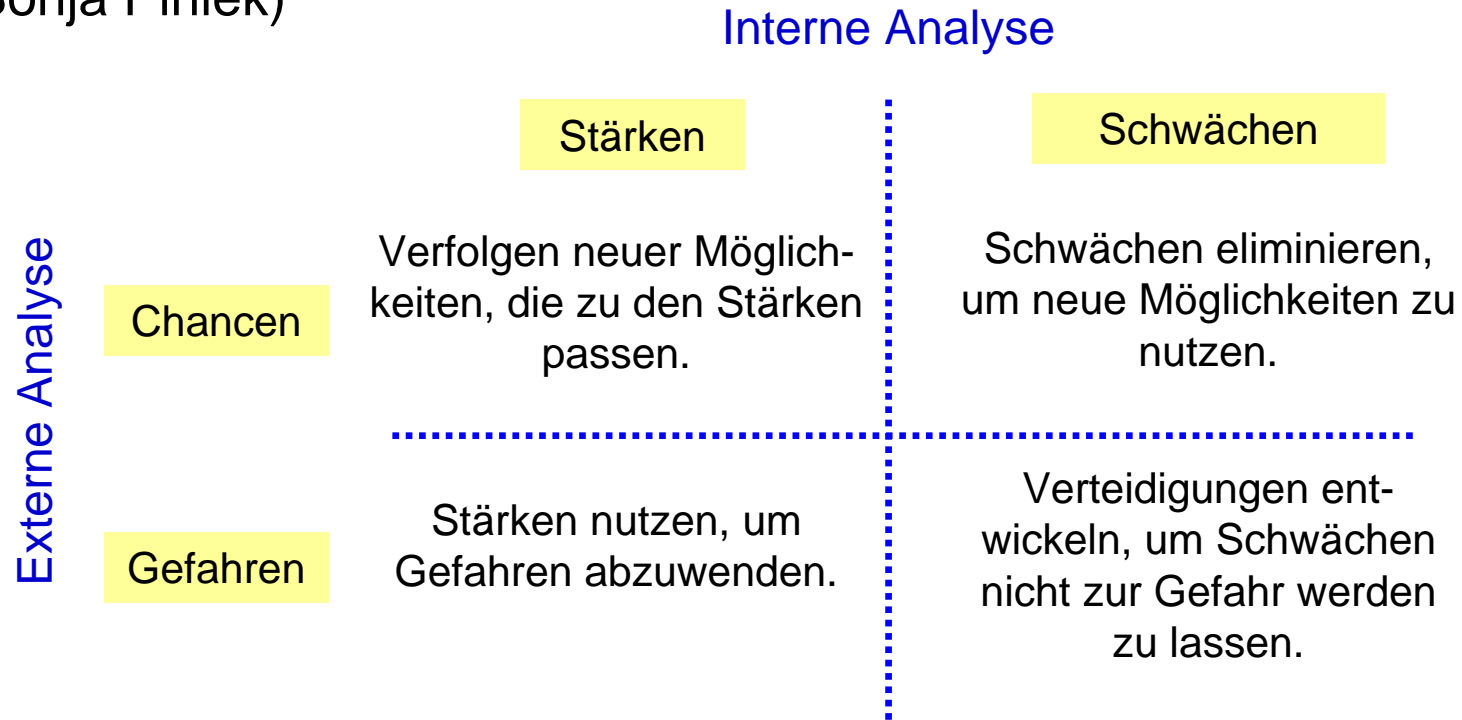 Interne Analyse
Stärken
Schwächen
Externe Analyse
Chancen
Verfolgen neuer Möglich-
keiten, die zu den Stärken
passen.
Schwächen eliminieren,
um neue Möglichkeiten zu
nutzen.
Gefahren
Stärken nutzen, um
Gefahren abzuwenden.
Verteidigungen ent-
wickeln, um Schwächen
nicht zur Gefahr werden
zu lassen.